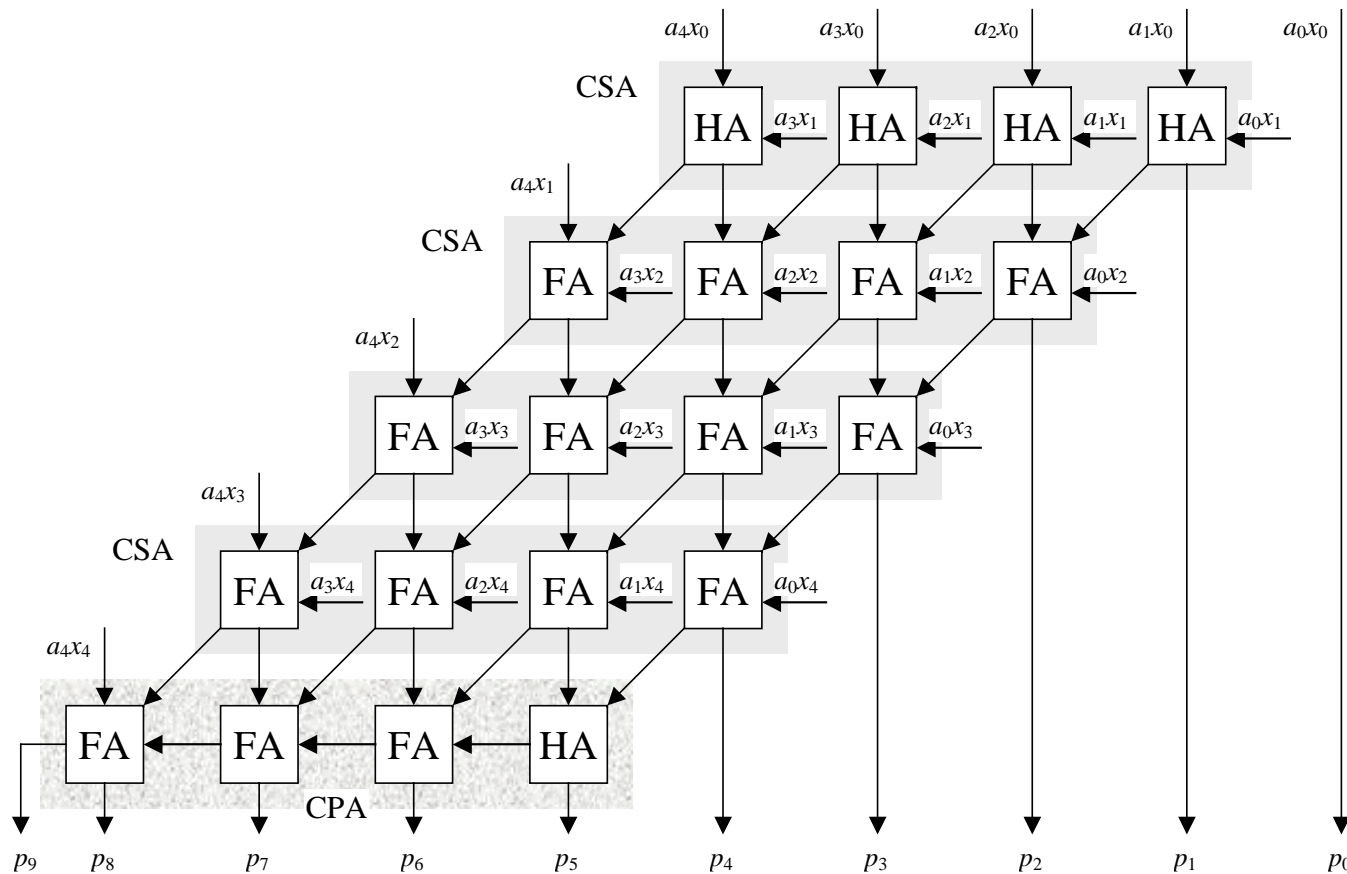 a₄x₀ a₃x₀ a₂x₀ a₁x₀ a₀x₀
CSA
HA a₃x₁ HA a₂x₁ HA a₁x₁ HA a₀x₁
a₄x₁
CSA
FA a₃x₂ FA a₂x₂ FA a₁x₂ FA a₀x₂
a₄x₂
FA a₃x₃ FA a₂x₃ FA a₁x₃ FA a₀x₃
a₄x₃
CSA
FA a₃x₄ FA a₂x₄ FA a₁x₄ FA a₀x₄
a₄x₄
FA FA FA HA
CPA
p₉ p₈ p₇ p₆ p₅ p₄ p₃ p₂ p₁ p₀